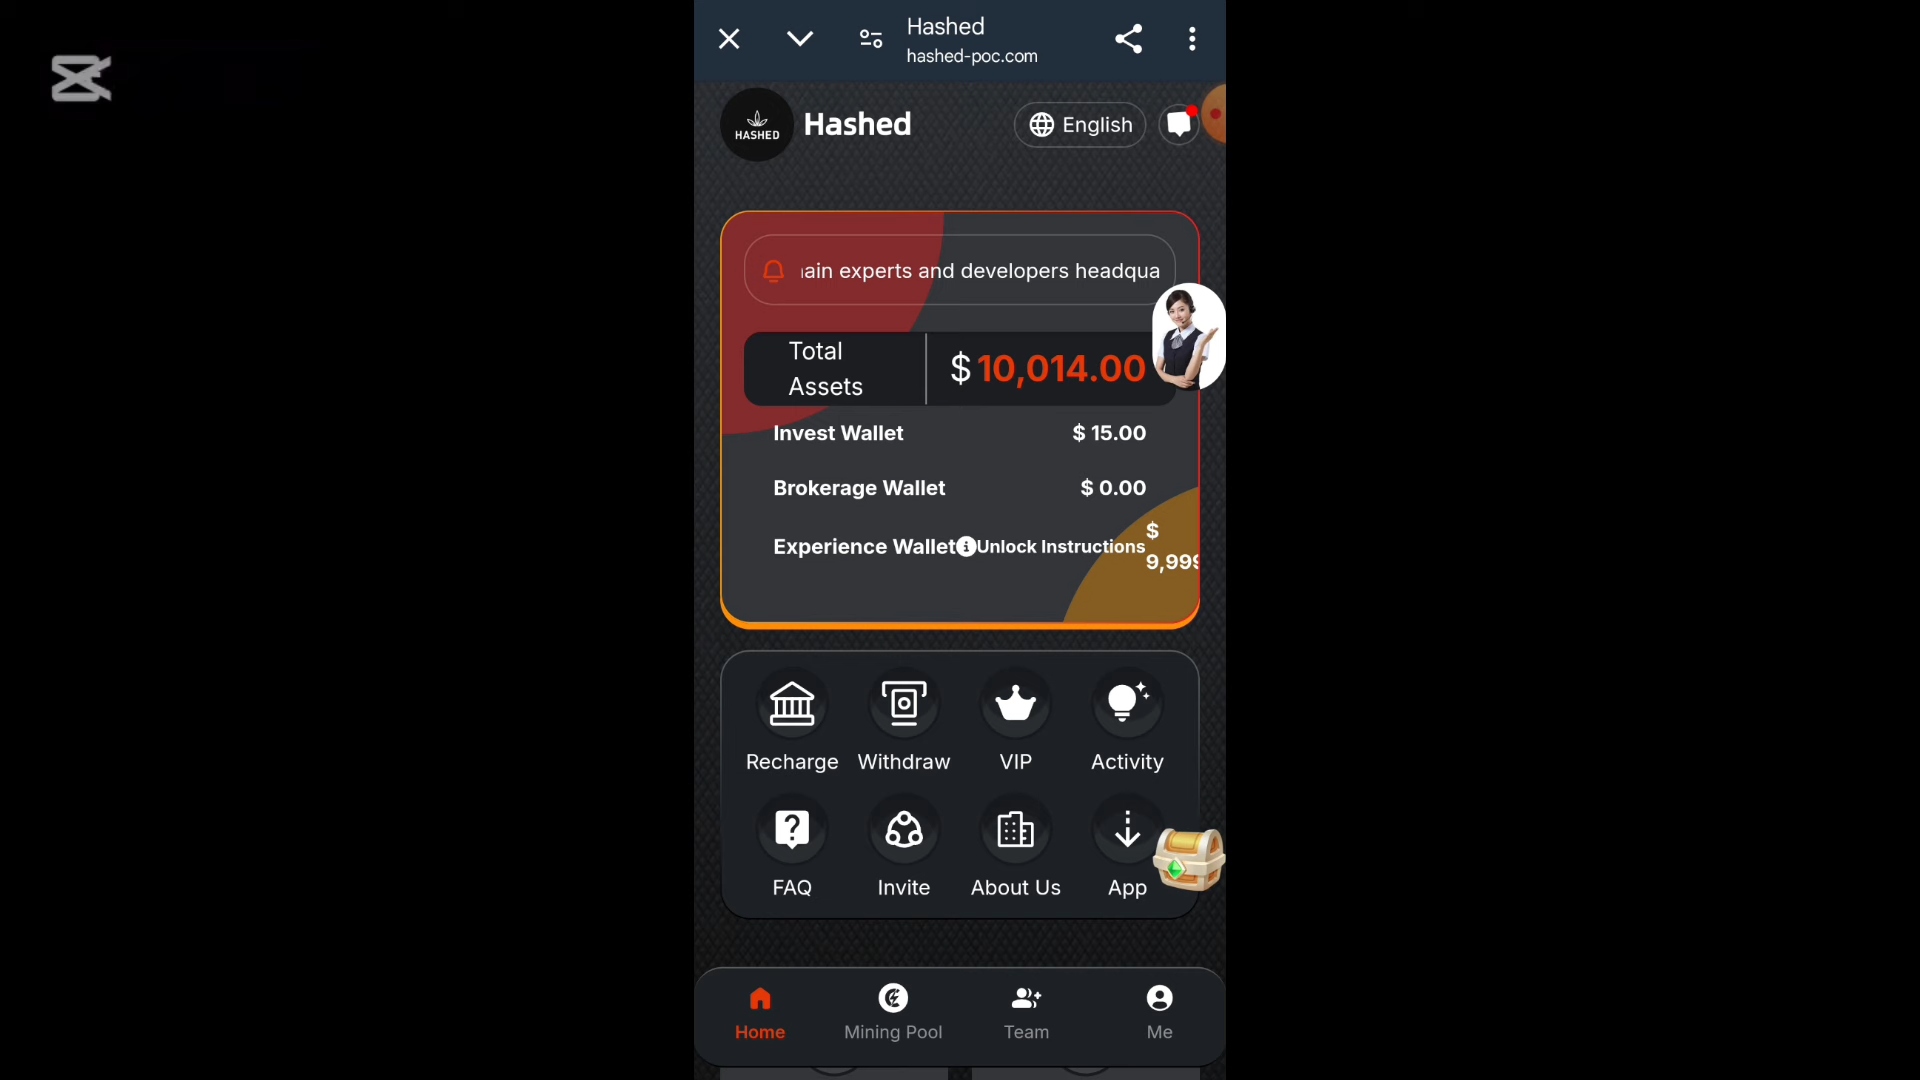 Hashed
hashed-poc.com
HASHED
Hashed
English
ain experts and developers headqua
Total
Assets
$ 10,014.00
Invest Wallet
$ 15.00
Brokerage Wallet
$ 0.00
Experience Wallet
Unlock Instructions
$
9,999
Recharge
Withdraw
VIP
Activity
FAQ
Invite
About Us
App
Home
Mining Pool
Team
Me